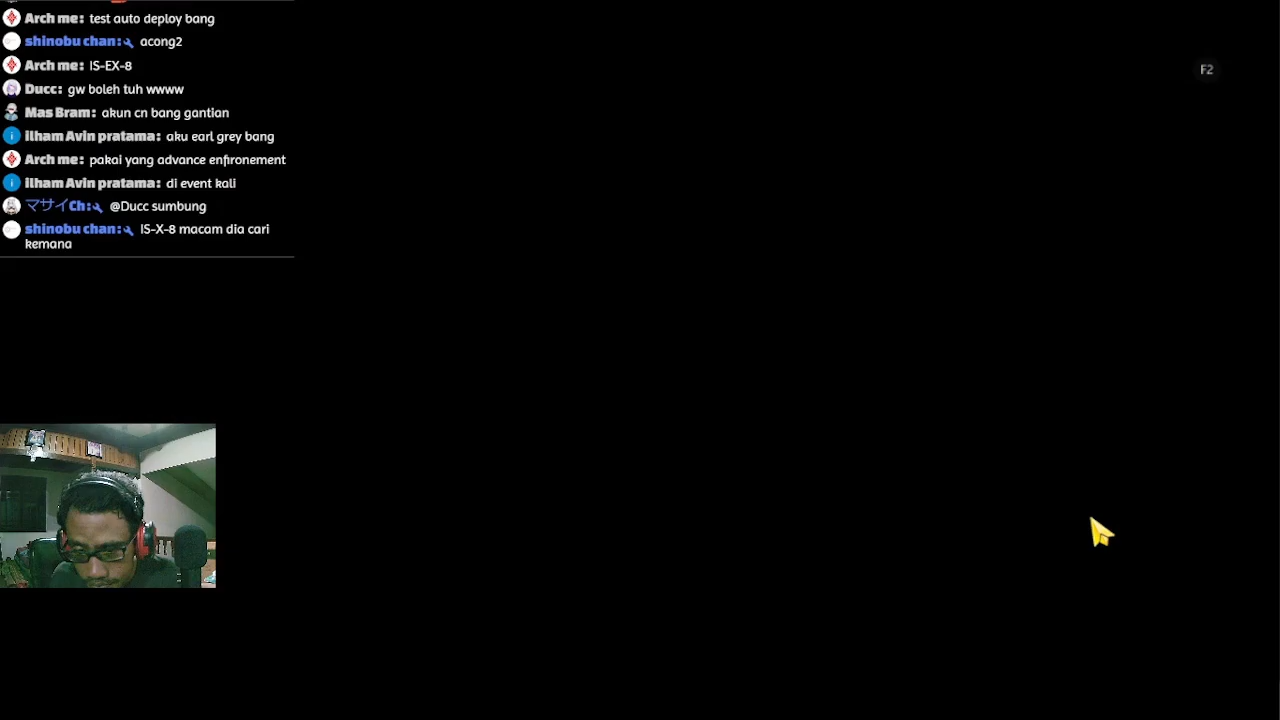 Arch me: test auto deploy bang
shinobu chan: acong2
Arch me: IS-EX-8
Ducc: gw boleh tuh wwww
Mas Bram: akun cn bang gantian
ilham Avin pratama: aku earl grey bang
Arch me: pakai yang advance enfironement
ilham Avin pratama: di event kali
マサイCh: @Ducc sumbung
shinobu chan: IS-X-8 macam dia cari
kemana
F2